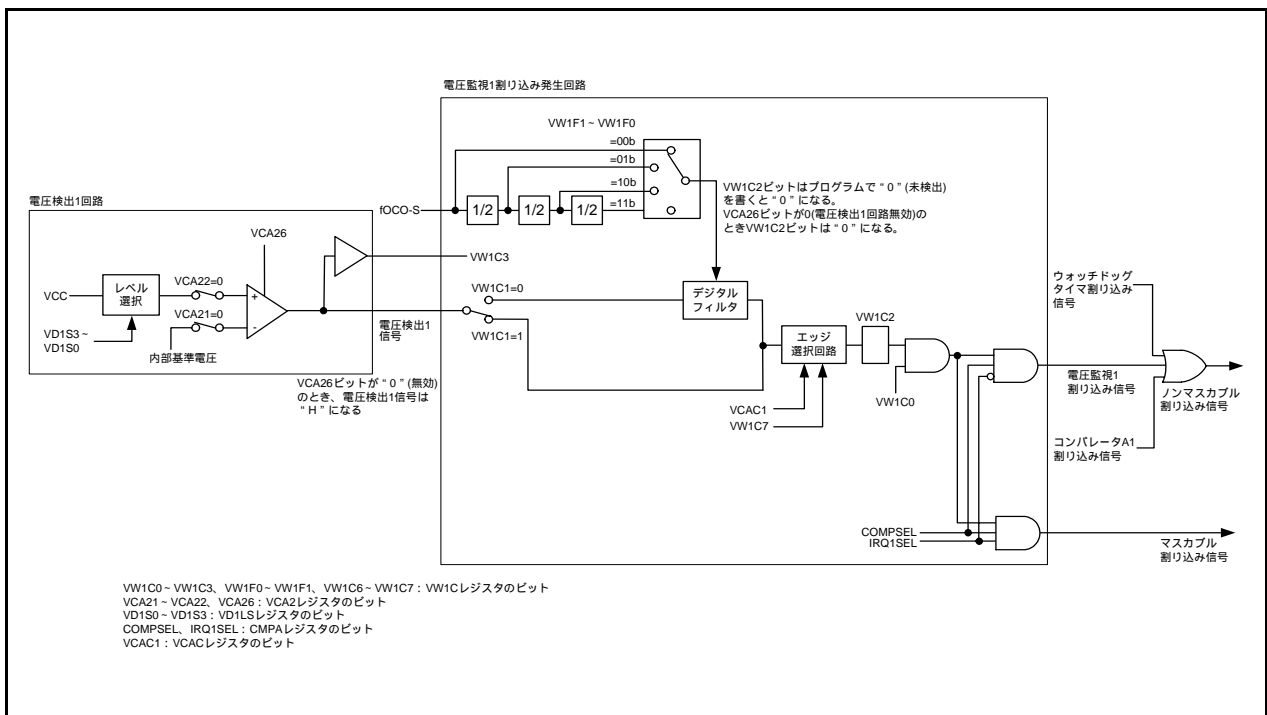 電圧監視1割り込み発生回路
VW1F1~VW1F0
=00b
=01b
=10b
=11b
fOCO-S
1/2
1/2
1/2
VW1C2ビットはプログラムで“0”(未検出)
を書くと“0”になる。
VCA26ビットが0(電圧検出1回路無効)の
ときVW1C2ビットは“0”になる。
電圧検出1回路
VCA26
VCC
レベル
選択
VCA22=0
+
VCA21=0
-
VD1S3~
VD1S0
内部基準電圧
VW1C3
電圧検出1
信号
VW1C1=0
VW1C1=1
VCA26ビットが“0”(無効)
のとき、電圧検出1信号は
“H”になる
デジタル
フィルタ
エッジ
選択回路
VCAC1
VW1C7
VW1C2
VW1C0
ウォッチドッグ
タイマ割り込み
信号
電圧監視1
割り込み信号
ノンマスカブル
割り込み信号
コンパレータA1
割り込み信号
COMPSEL
IRQ1SEL
マスカブル
割り込み信号
VW1C0~VW1C3、VW1F0~VW1F1、VW1C6~VW1C7:VW1Cレジスタのビット
VCA21~VCA22、VCA26:VCA2レジスタのビット
VD1S0~VD1S3:VD1LSレジスタのビット
COMPSEL、IRQ1SEL:CMPAレジスタのビット
VCAC1:VCACレジスタのビット